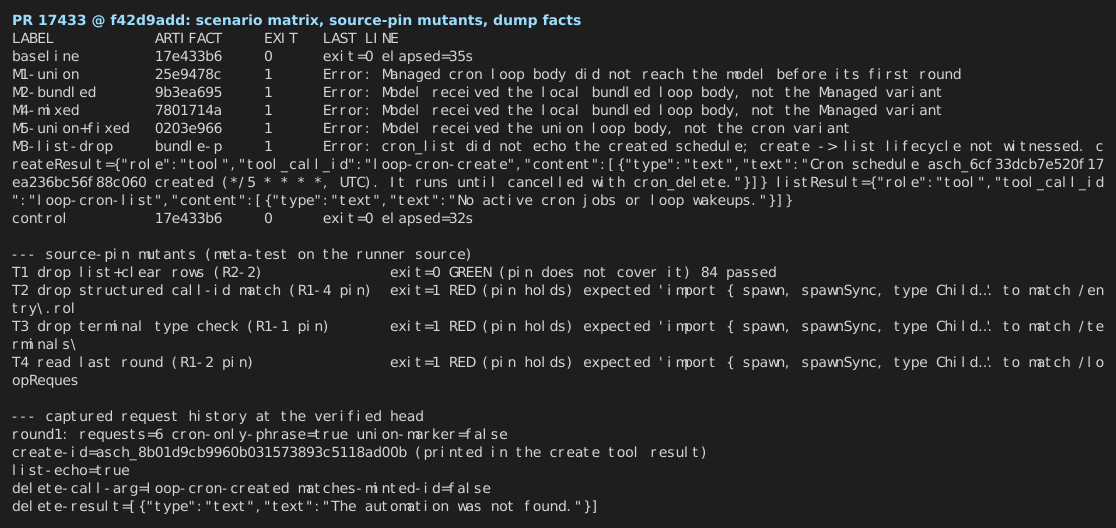 PR 17433 @ f42d9add: scenario matrix, source-pin mutants, dump facts
LABEL ARTIFACT EXIT LAST LINE
baseline 17e433b6 0 exit=0 elapsed=35s
M1-union 25e9478c 1 Error: Managed cron loop body did not reach the model before its first round
M2-bundled 9b3ea695 1 Error: Model received the local bundled loop body, not the Managed variant
M4-mixed 7801714a 1 Error: Model received the local bundled loop body, not the Managed variant
M5-union+fixed 0203e966 1 Error: Model received the union loop body, not the cron variant
M3-list-drop bundle-p 1 Error: cron_list did not echo the created schedule; create -> list lifecycle not witnessed. c
reateResult={"role":"tool","tool_call_id":"loop-cron-create","content":[{"type":"text","text":"Cron schedule asch_6cf33dcb7e520f17
ea236bc56f88c060 created (*/5 * * * *, UTC). It runs until cancelled with cron_delete."}]} listResult={"role":"tool","tool_call_id
":"loop-cron-list","content":[{"type":"text","text":"No active cron jobs or loop wakeups."}]}
control 17e433b6 0 exit=0 elapsed=32s
--- source-pin mutants (meta-test on the runner source)
T1 drop list+clear rows (R2-2) exit=0 GREEN (pin does not cover it) 84 passed
T2 drop structured call-id match (R1-4 pin) exit=1 RED (pin holds) expected 'import { spawn, spawnSync, type Child…' to match /en
try\.rol
T3 drop terminal type check (R1-1 pin) exit=1 RED (pin holds) expected 'import { spawn, spawnSync, type Child…' to match /te
rminals\
T4 read last round (R1-2 pin) exit=1 RED (pin holds) expected 'import { spawn, spawnSync, type Child…' to match /lo
opReques
--- captured request history at the verified head
round1: requests=6 cron-only-phrase=true union-marker=false
create-id=asch_8b01d9cb9960b031573893c5118ad00b (printed in the create tool result)
list-echo=true
delete-call-arg=loop-cron-created matches-minted-id=false
delete-result=[{"type":"text","text":"The automation was not found."}]